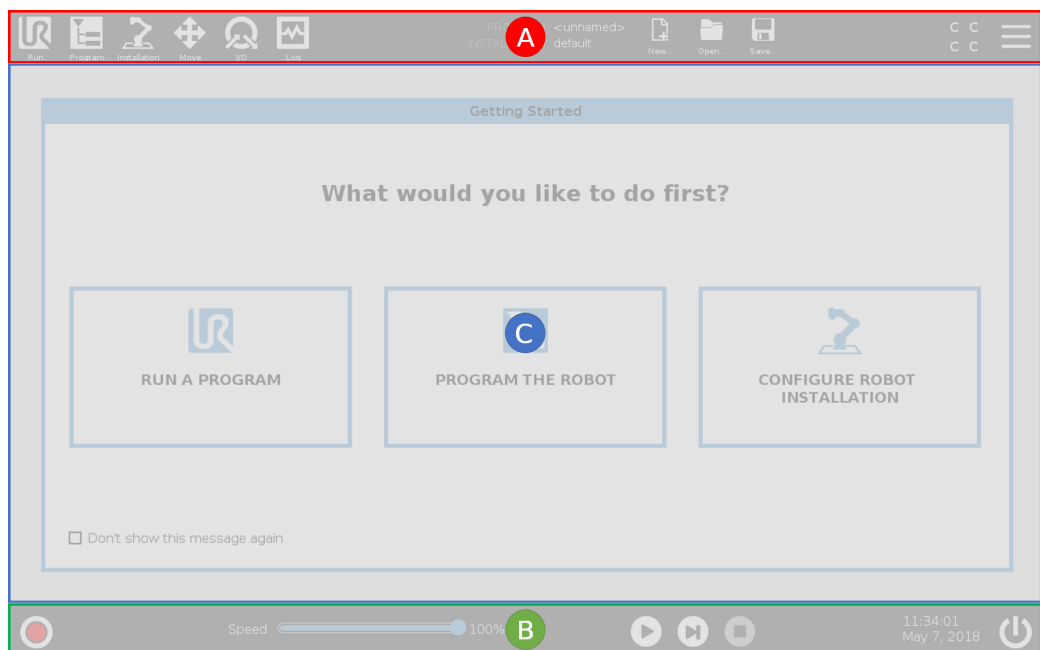 Run Program Installation Move I/O Log
A
<unnamed>
default
New... Open... Save...
C C
C C
Getting Started
What would you like to do first?
C
RUN A PROGRAM
PROGRAM THE ROBOT
CONFIGURE ROBOT
INSTALLATION
Don't show this message again
Speed 100%
B
11:34:01
May 7, 2018